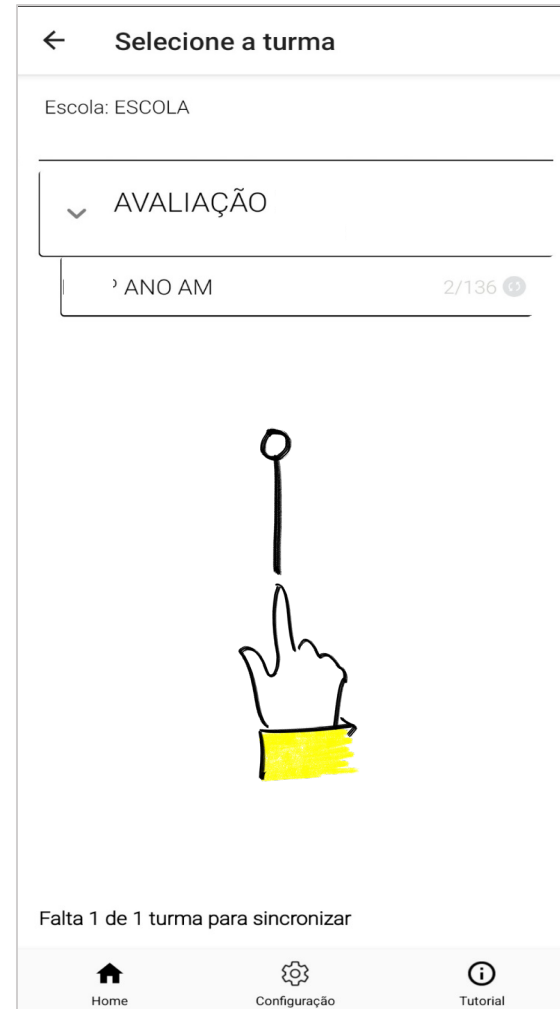 Selecione a turma
Escola: ESCOLA
AVALIAÇÃO
º ANO AM 2/136
Falta 1 de 1 turma para sincronizar
Home Configuração Tutorial